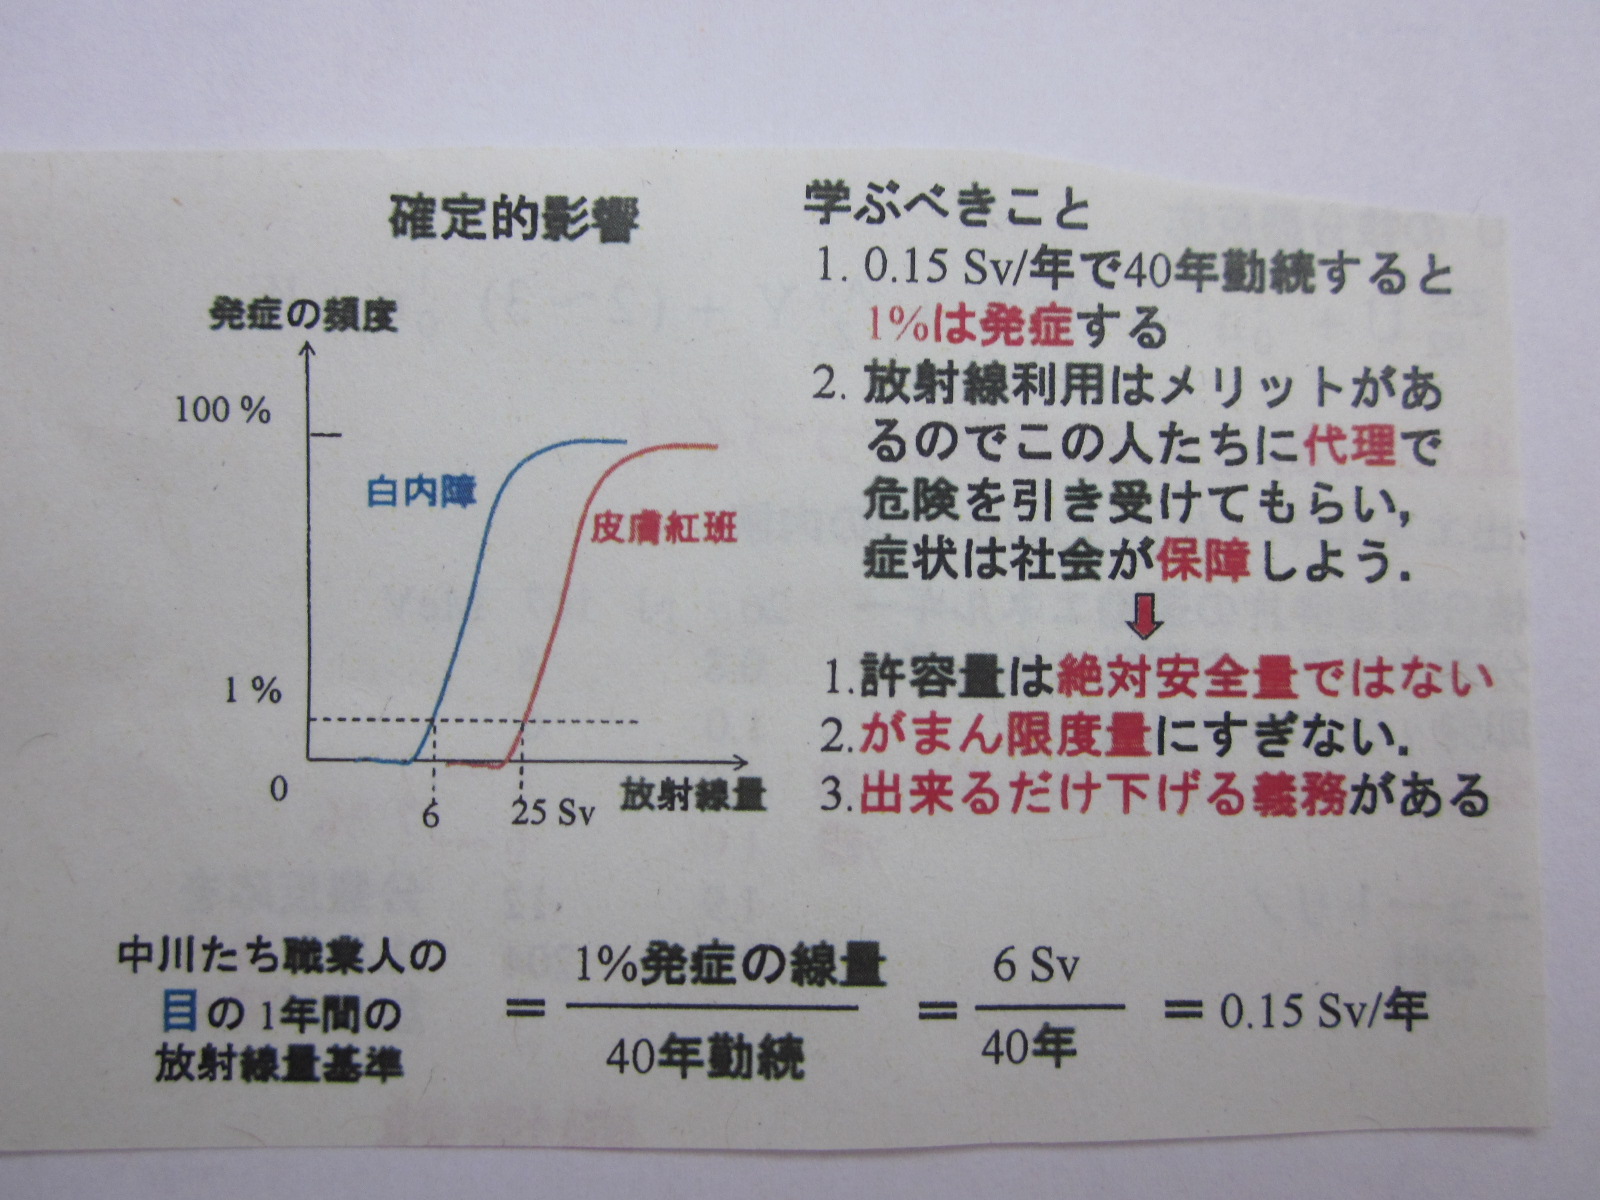 確定的影響
発症の頻度
100 %
白内障
皮膚紅斑
1 %
0
6
25 Sv
放射線量
学ぶべきこと
1. 0.15 Sv/年で40年勤続すると
1%は発症する
2. 放射線利用はメリットがあ
るのでこの人たちに代理で
危険を引き受けてもらい,
症状は社会が保障しよう.
1.許容量は絶対安全量ではない
2.がまん限度量にすぎない.
3.出来るだけ下げる義務がある
中川たち職業人の
目の1年間の
放射線量基準
=
1%発症の線量
40年勤続
=
6 Sv
40年
= 0.15 Sv/年